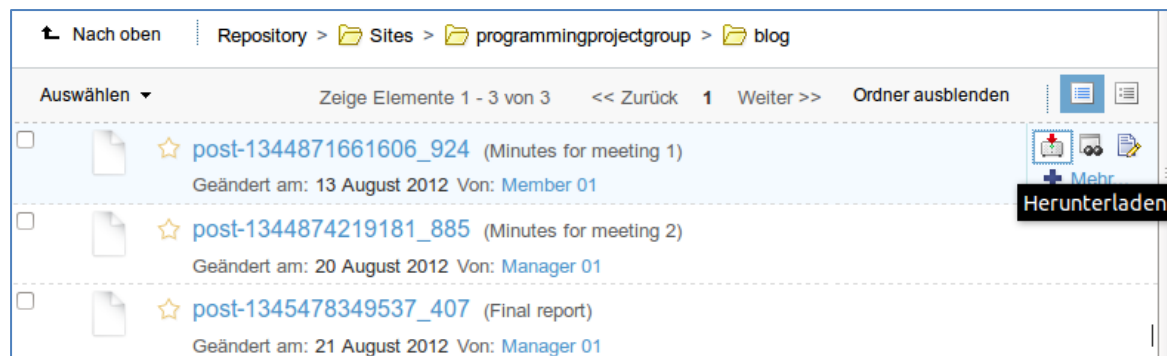 Nach oben Repository > Sites > programmingprojectgroup > blog
Auswählen Zeige Elemente 1 - 3 von 3 << Zurück 1 Weiter >> Ordner ausblenden
post-1344871661606_924 (Minutes for meeting 1)
Geändert am: 13 August 2012 Von: Member 01
Mehr...
Herunterladen
post-1344874219181_885 (Minutes for meeting 2)
Geändert am: 20 August 2012 Von: Manager 01
post-1345478349537_407 (Final report)
Geändert am: 21 August 2012 Von: Manager 01